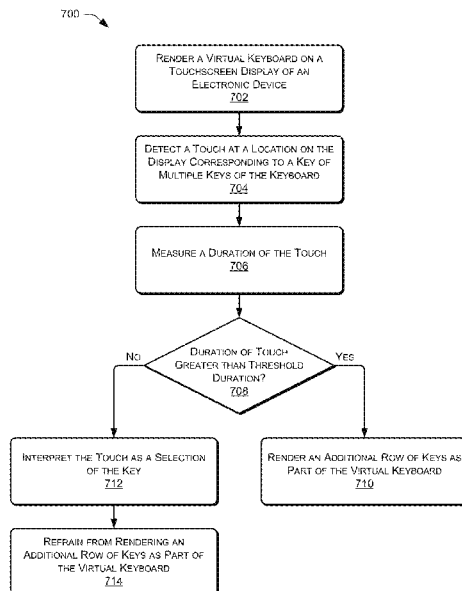 700
RENDER A VIRTUAL KEYBOARD ON A
TOUCHSCREEN DISPLAY OF AN
ELECTRONIC DEVICE
702
DETECT A TOUCH AT A LOCATION ON THE
DISPLAY CORRESPONDING TO A KEY OF
MULTIPLE KEYS OF THE KEYBOARD
704
MEASURE A DURATION OF THE TOUCH
706
DURATION OF TOUCH
GREATER THAN THRESHOLD
DURATION?
708
NO
YES
INTERPRET THE TOUCH AS A SELECTION
OF THE KEY
712
RENDER AN ADDITIONAL ROW OF KEYS AS
PART OF THE VIRTUAL KEYBOARD
710
REFRAIN FROM RENDERING AN
ADDITIONAL ROW OF KEYS AS PART OF
THE VIRTUAL KEYBOARD
714